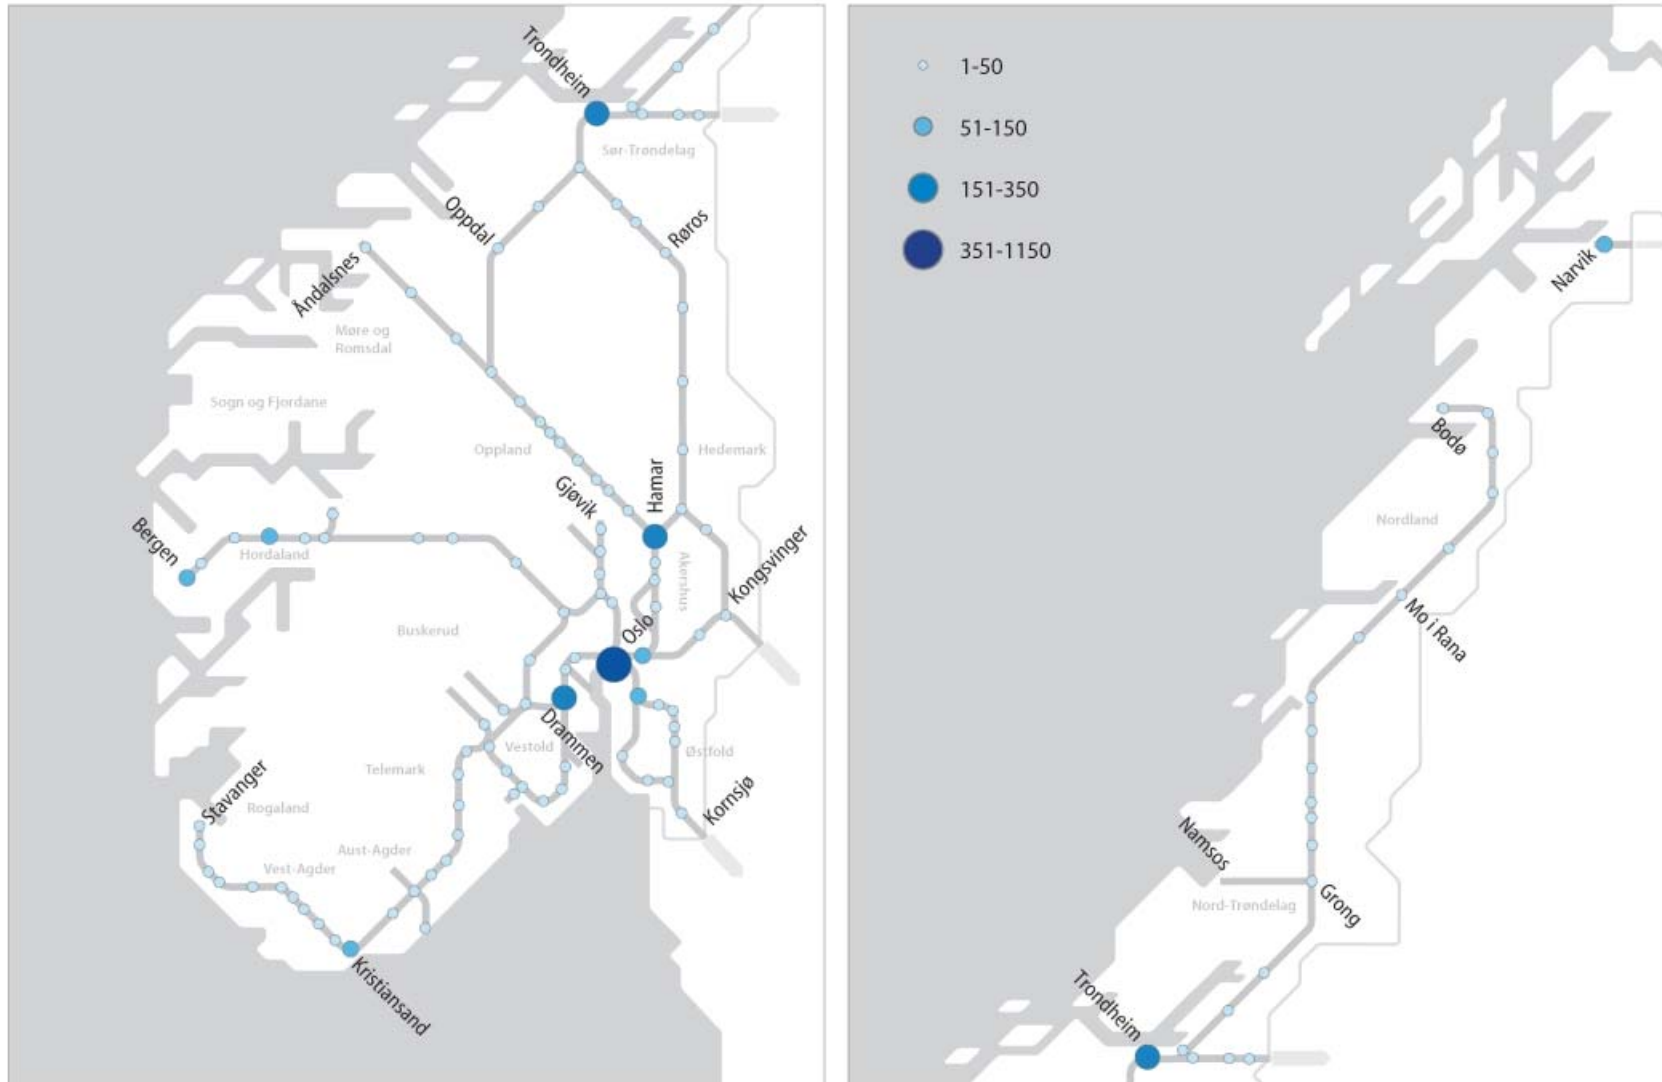 Trondheim
Sør-Trøndelag
Oppdal
Røros
Åndalsnes
Møre og
Romsdal
Sogn og Fjordane
Oppland
Hedemark
Gjøvik
Hamar
Bergen
Hordaland
Akershus
Kongsvinger
Buskerud
Oslo
Drammen
Vestold
Østfold
Telemark
Stavanger
Rogaland
Kornsjø
Aust-Agder
Vest-Agder
Kristiansand
1-50
51-150
151-350
351-1150
Narvik
Bodø
Nordland
Mo i Rana
Namsos
Grong
Nord-Trøndelag
Trondheim